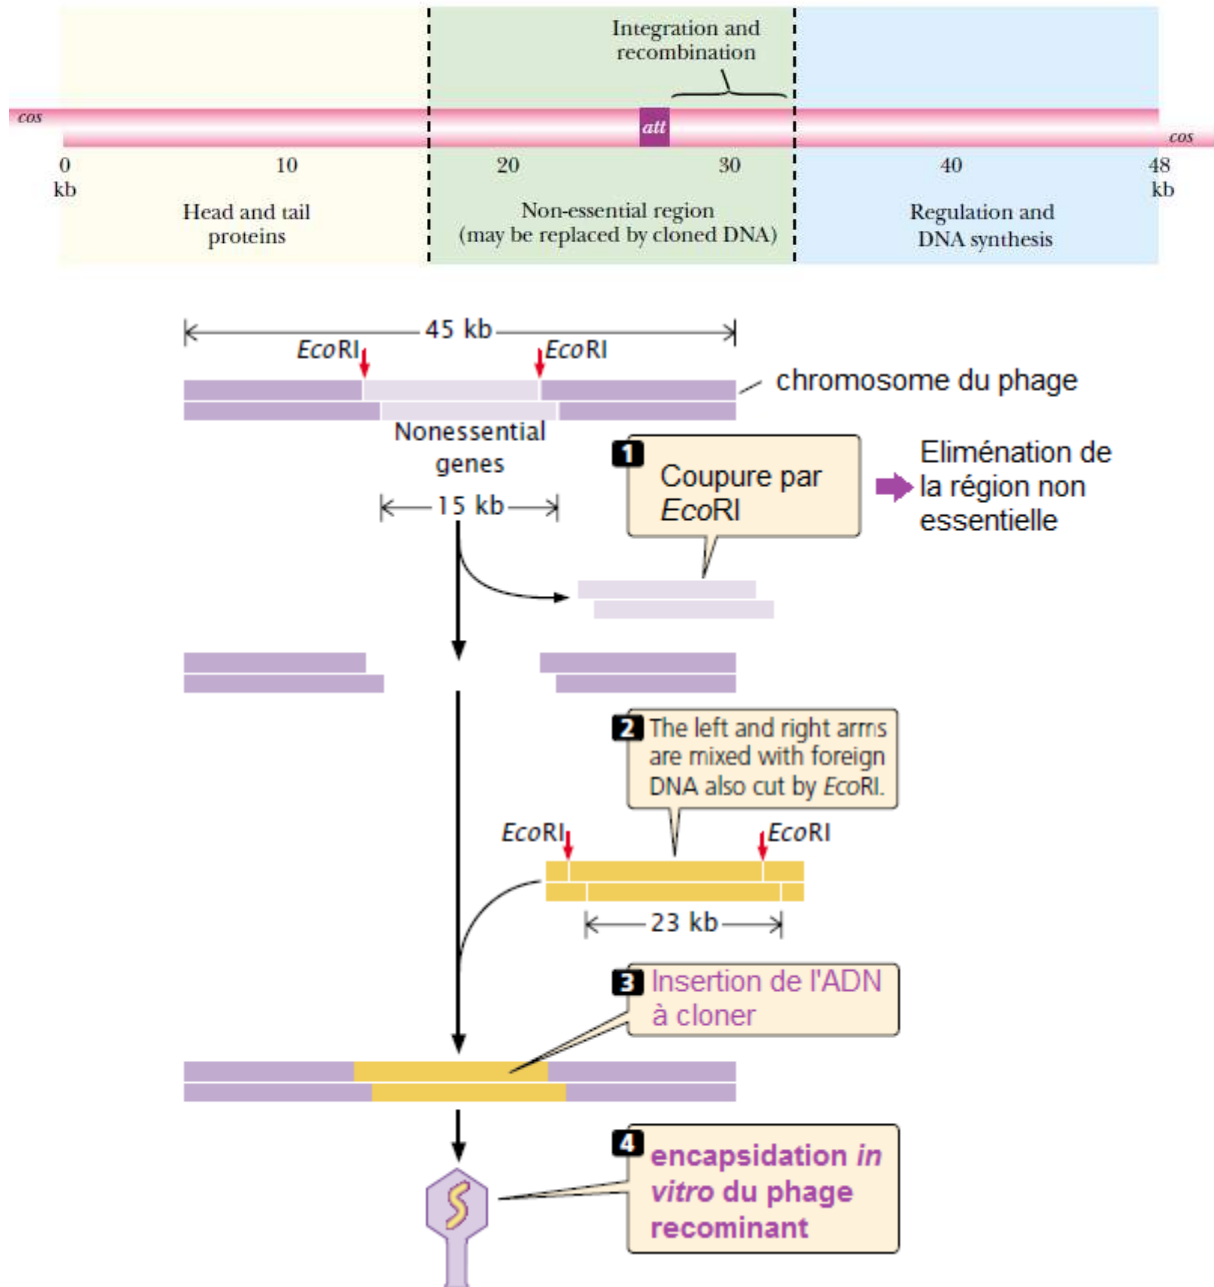 Integration and
recombination
cos
att
cos
0
kb
10
20
30
40
48
kb
Head and tail
proteins
Non-essential region
(may be replaced by cloned DNA)
Regulation and
DNA synthesis
45 kb
EcoRI
EcoRI
chromosome du phage
Nonessential
genes
15 kb
1
Coupure par
EcoRI
Eliménation de
la région non
essentielle
2 The left and right arms
are mixed with foreign
DNA also cut by EcoRI.
EcoRI
EcoRI
23 kb
3 Insertion de l'ADN
à cloner
4
encapsidation in
vitro du phage
recominant